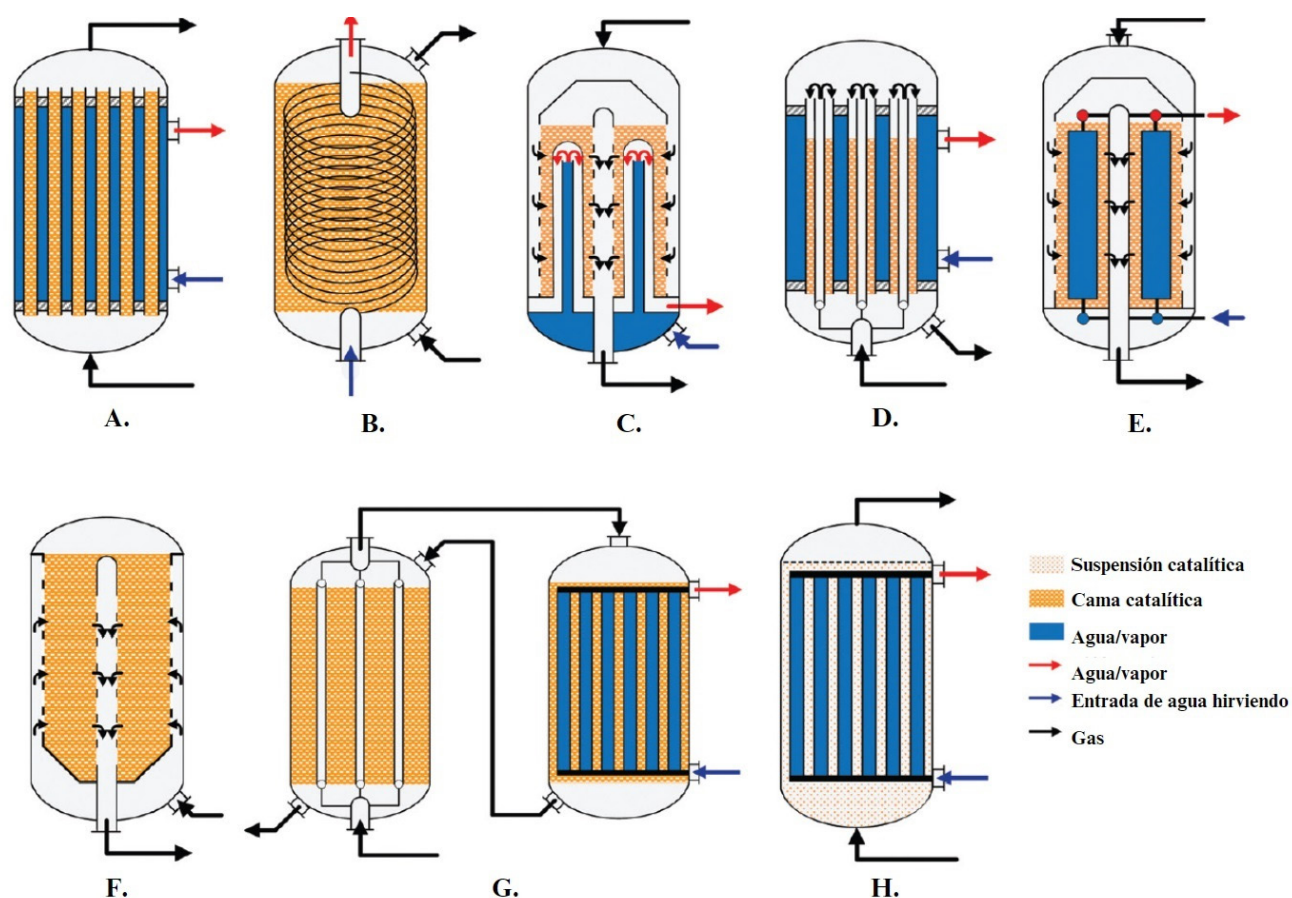 A.
B.
C.
D.
E.
F.
G.
H.
Suspensión catalítica
Cama catalítica
Agua/vapor
Agua/vapor
Entrada de agua hirviendo
Gas